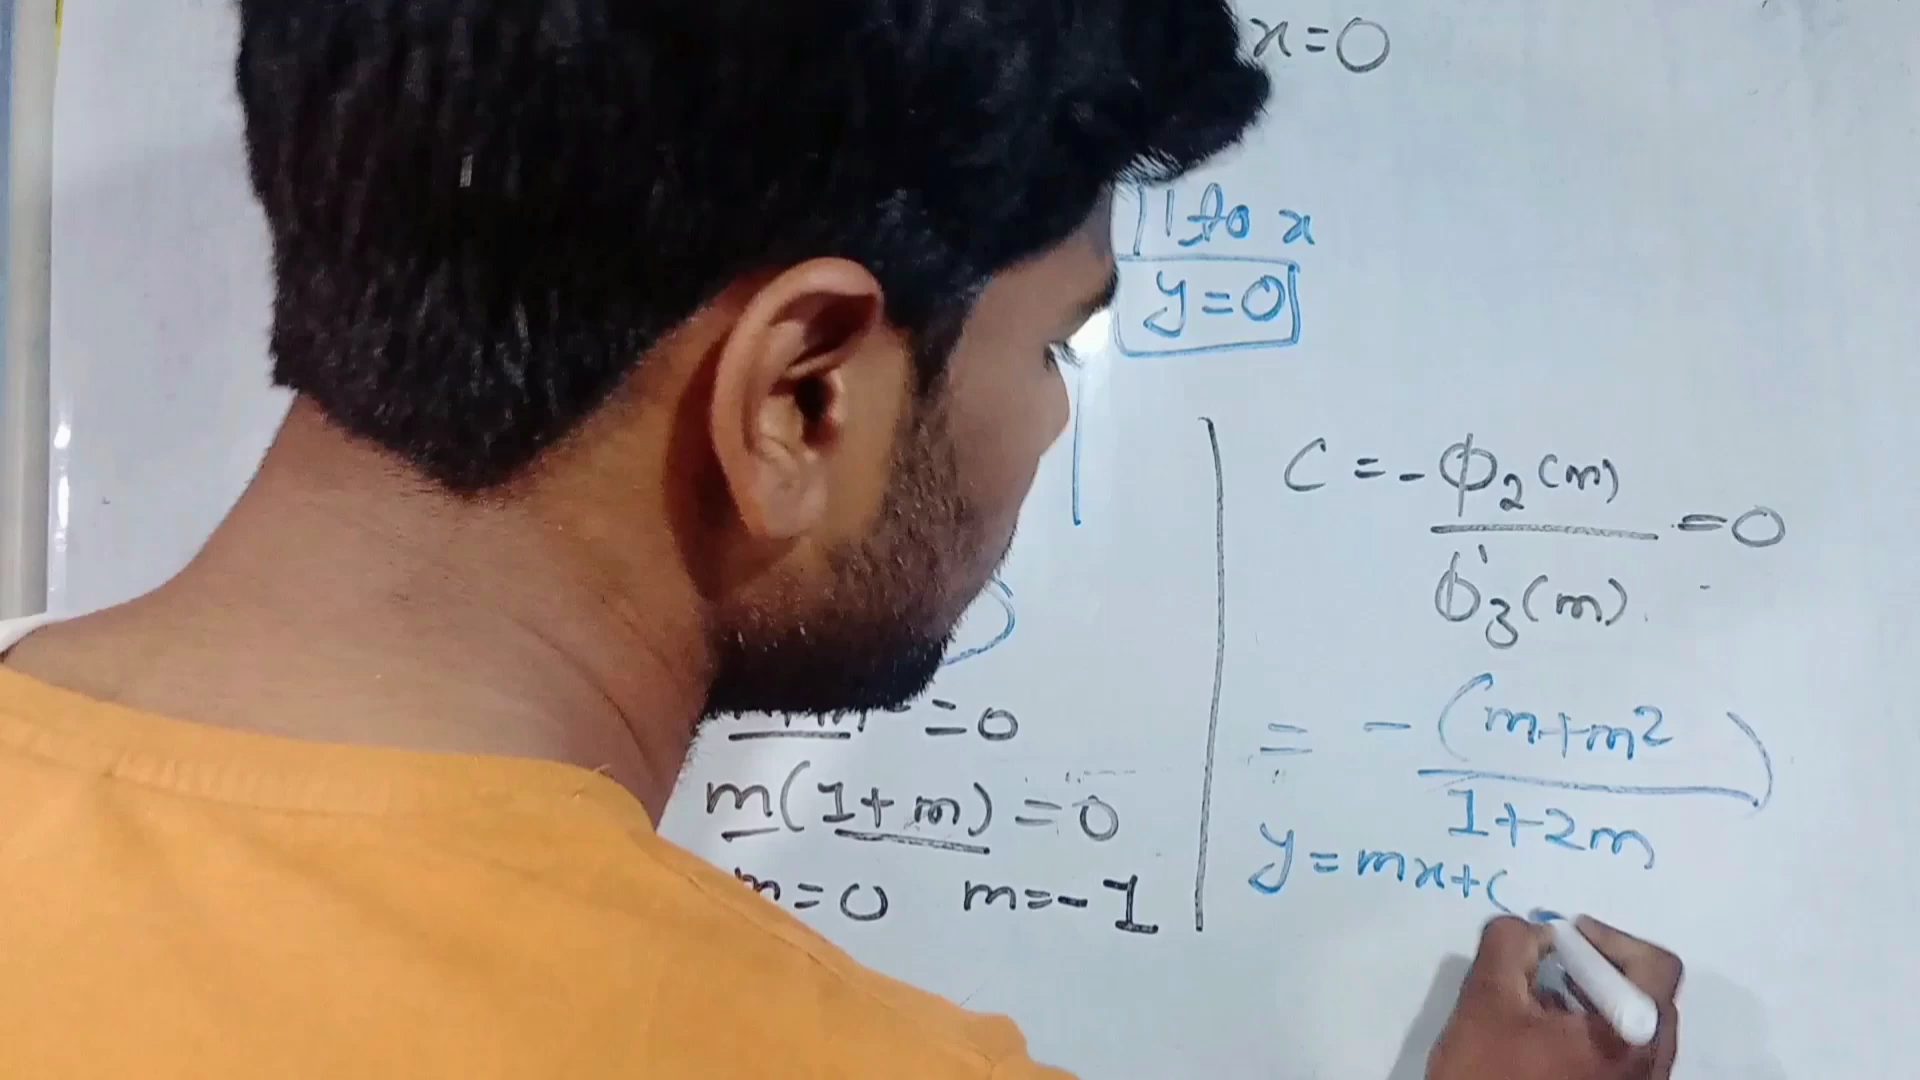 x=0
|| to x
y=0
=0
m(1+m)=0
m=0 m=-1
C = -ϕ₂(m)
=0
ϕ'₃(m)
= -(m+m²)
1+2m
y=mx+c